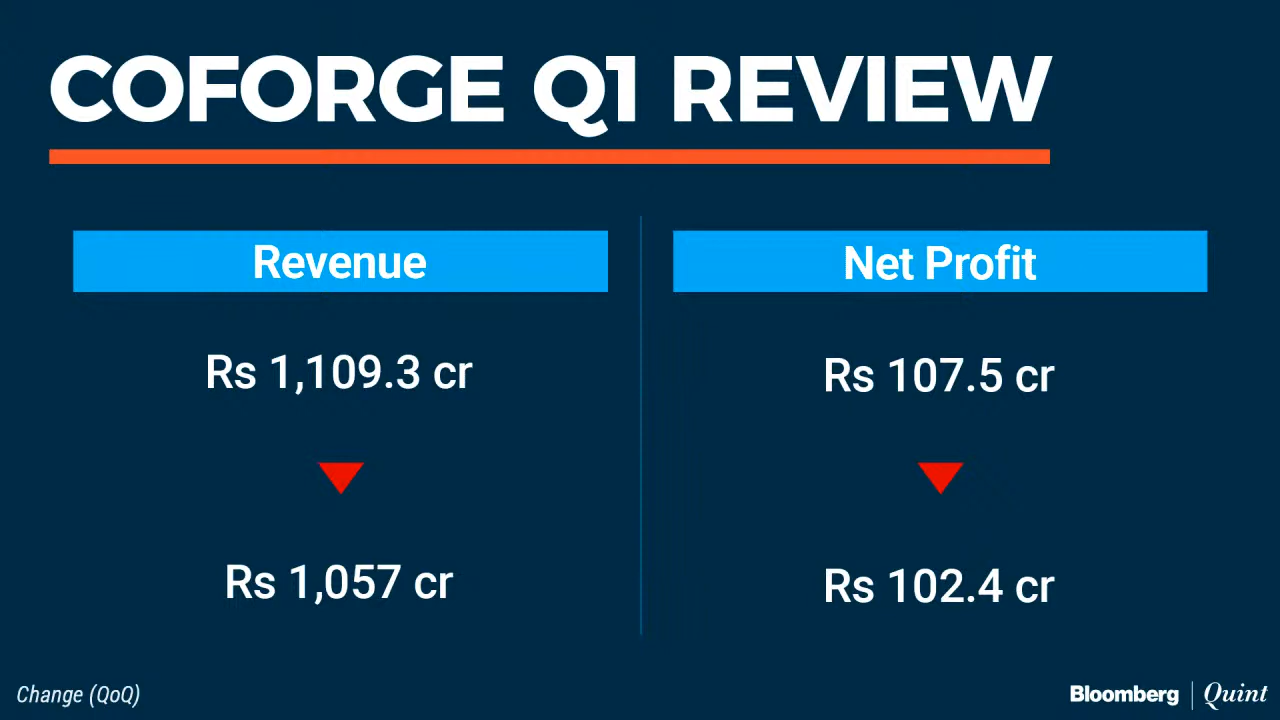 COFORGE Q1 REVIEW
Revenue
Rs 1,109.3 cr
Rs 1,057 cr
Net Profit
Rs 107.5 cr
Rs 102.4 cr
Change (QoQ)
Bloomberg | Quint